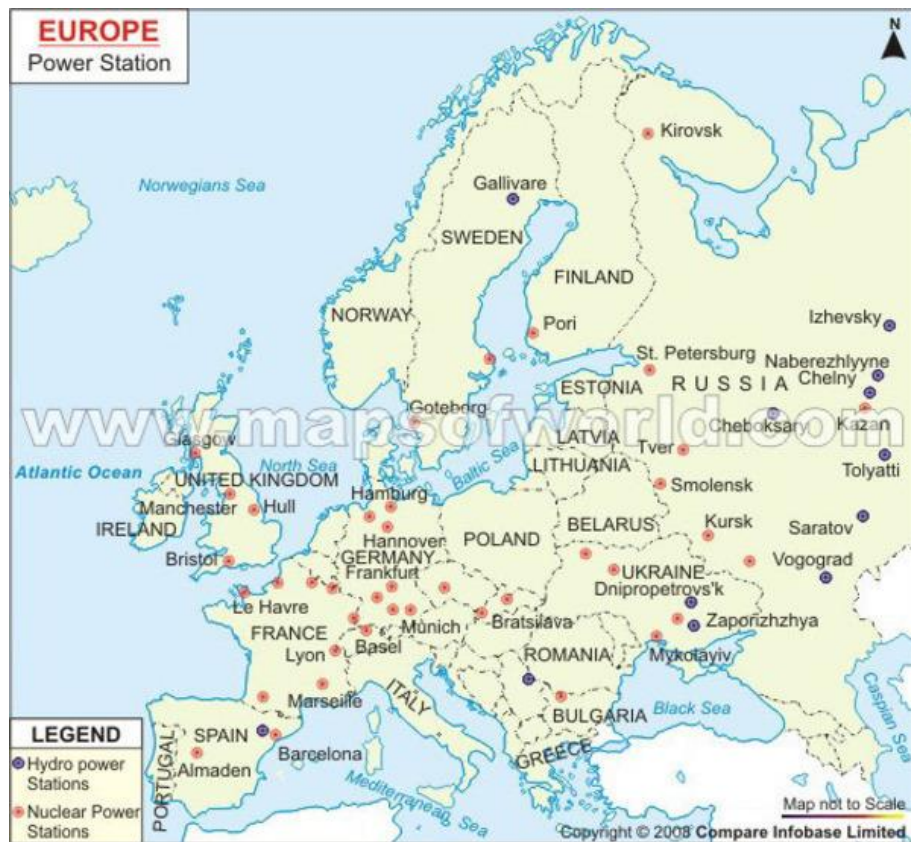 EUROPE
Power Station
N
Kirovsk
Norwegians Sea
Gallivare
SWEDEN
FINLAND
NORWAY
Izhevsky
Pori
St. Petersburg
Naberezhlyyne
Chelny
RUSSIA
ESTONIA
www.mapsofworld.com
Goteborg
Cheboksary
Kazan
Glasgow
LATVIA
Tver
Baltic Sea
North Sea
Atlantic Ocean
LITHUANIA
Tolyatti
UNITED KINGDOM
Smolensk
Hamburg
Manchester
Hull
IRELAND
BELARUS
Kursk
Saratov
Hannover
POLAND
GERMANY
Bristol
Vogograd
Frankfurt
UKRAINE
Dnipropetrovs'k
Le Havre
Zaporizhzhya
Munich
Bratsilava
FRANCE
Basel
Lyon
ROMANIA
Mykolayiv
Marseille
ITALY
BULGARIA
Black Sea
Caspian Sea
SPAIN
PORTUGAL
Barcelona
Almaden
GREECE
Mediterranean Sea
LEGEND
Hydro power
Stations
Nuclear Power
Stations
Map not to Scale
Copyright © 2008 Compare Infobase Limited